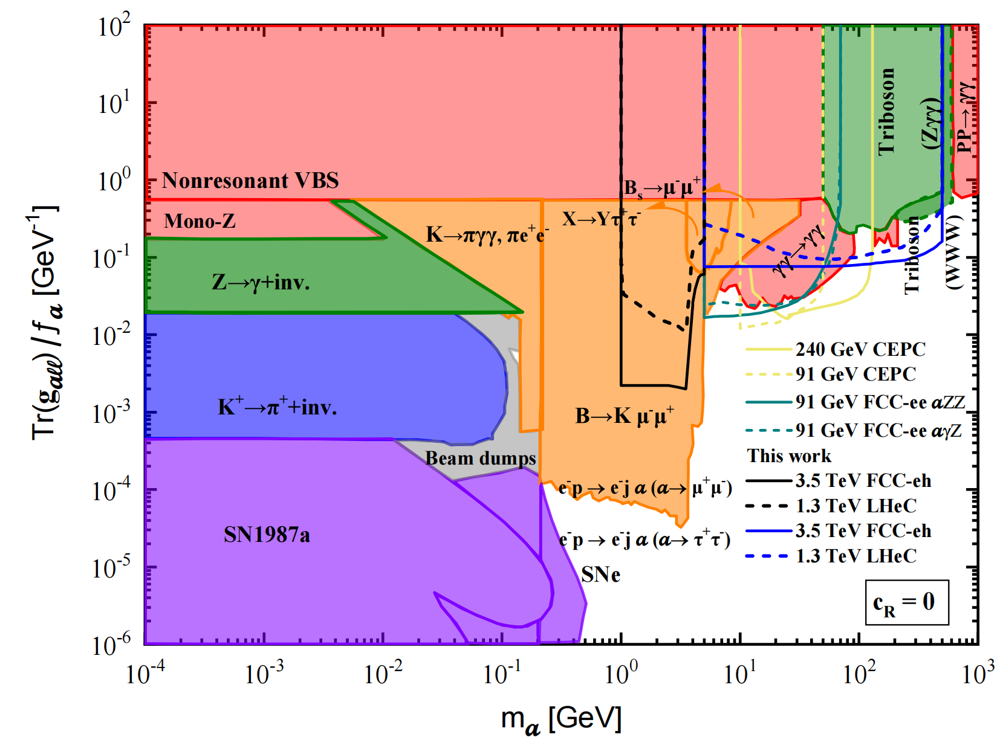 10²
10¹
10⁰
10⁻¹
10⁻²
10⁻³
10⁻⁴
10⁻⁵
10⁻⁶
Tr(gₐₗₗ)/fₐ [GeV⁻¹]
Nonresonant VBS
Mono-Z
Z→γ+inv.
K⁺→π⁺+inv.
SN1987a
Beam dumps
K→πγγ, πe⁺e⁻
Bₛ→μ⁻μ⁺
X→Yτ⁺τ⁻
B→K μ⁻μ⁺
SNe
γγ→γγ
Triboson
(Zγγ)
PP→γγ
Triboson
(WWW)
240 GeV CEPC
91 GeV CEPC
91 GeV FCC-ee aZZ
91 GeV FCC-ee aγZ
This work
e⁻p → e⁻j a (a→ μ⁺μ⁻)
3.5 TeV FCC-eh
1.3 TeV LHeC
e⁻p → e⁻j a (a→ τ⁺τ⁻)
3.5 TeV FCC-eh
1.3 TeV LHeC
c_R = 0
10⁻⁴ 10⁻³ 10⁻² 10⁻¹ 10⁰ 10¹ 10² 10³
mₐ [GeV]